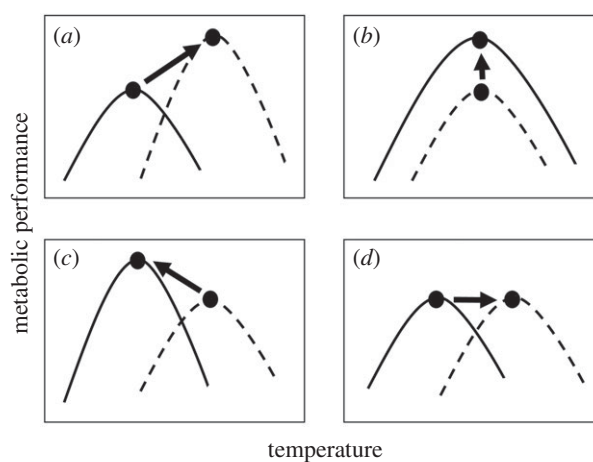 (a)
(b)
metabolic performance
(c)
(d)
temperature